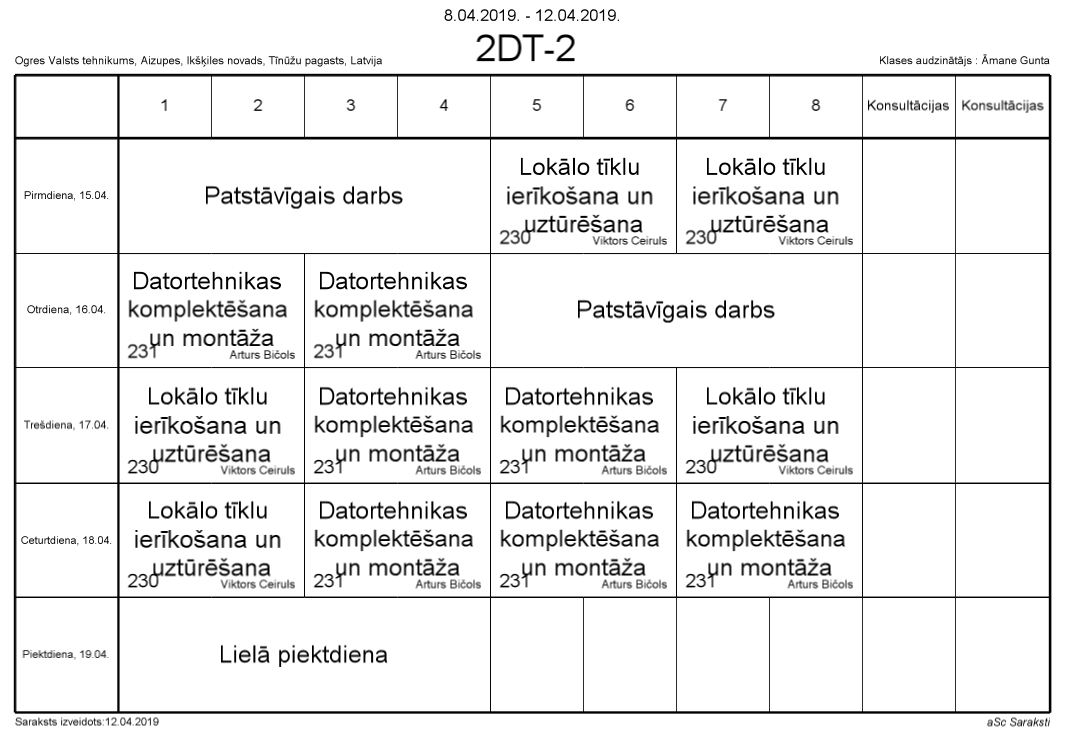 8.04.2019. - 12.04.2019.
2DT-2
Ogres Valsts tehnikums, Aizupes, Ikšķiles novads, Tīnūžu pagasts, Latvija
Klases audzinātājs : Āmane Gunta
1 2 3 4 5 6 7 8 Konsultācijas Konsultācijas
Pirmdiena, 15.04.
Patstāvīgais darbs
Lokālo tīklu
ierīkošana un
uztūrēšana
230 Viktors Ceiruls
Lokālo tīklu
ierīkošana un
uztūrēšana
230 Viktors Ceiruls
Otrdiena, 16.04.
Datortehnikas
komplektēšana
un montāža
231 Arturs Bičols
Datortehnikas
komplektēšana
un montāža
231 Arturs Bičols
Patstāvīgais darbs
Trešdiena, 17.04.
Lokālo tīklu
ierīkošana un
uztūrēšana
230 Viktors Ceiruls
Datortehnikas
komplektēšana
un montāža
231 Arturs Bičols
Datortehnikas
komplektēšana
un montāža
231 Arturs Bičols
Lokālo tīklu
ierīkošana un
uztūrēšana
230 Viktors Ceiruls
Ceturtdiena, 18.04.
Lokālo tīklu
ierīkošana un
uztūrēšana
230 Viktors Ceiruls
Datortehnikas
komplektēšana
un montāža
231 Arturs Bičols
Datortehnikas
komplektēšana
un montāža
231 Arturs Bičols
Datortehnikas
komplektēšana
un montāža
231 Arturs Bičols
Piektdiena, 19.04.
Lielā piektdiena
Saraksts izveidots:12.04.2019
aSc Saraksti